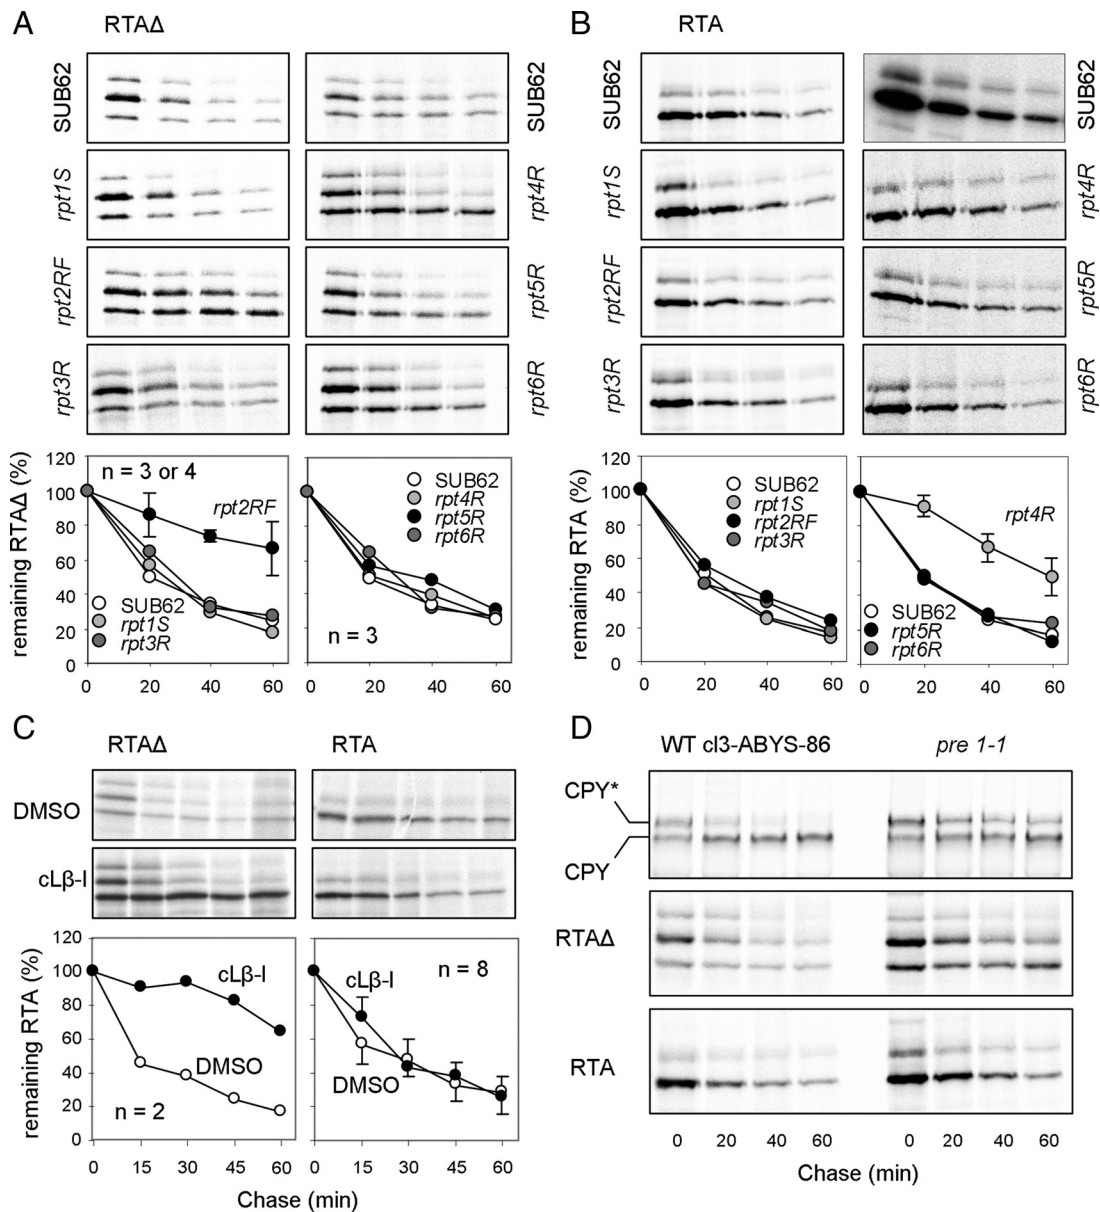 A
RTAΔ
SUB62
rpt1S
rpt2RF
rpt3R
SUB62
rpt4R
rpt5R
rpt6R
remaining RTAΔ (%)
120
100
80
60
40
20
0
n = 3 or 4
rpt2RF
SUB62
rpt1S
rpt3R
0 20 40 60
SUB62
rpt4R
rpt5R
rpt6R
n = 3
0 20 40 60
B
RTA
SUB62
rpt1S
rpt2RF
rpt3R
SUB62
rpt4R
rpt5R
rpt6R
remaining RTA (%)
120
100
80
60
40
20
0
SUB62
rpt1S
rpt2RF
rpt3R
0 20 40 60
rpt4R
SUB62
rpt5R
rpt6R
0 20 40 60
C
RTAΔ RTA
DMSO
cLβ-I
remaining RTA (%)
120
100
80
60
40
20
0
cLβ-I
DMSO
n = 2
0 15 30 45 60
cLβ-I
n = 8
DMSO
0 15 30 45 60
Chase (min)
D
WT cl3-ABYS-86 pre 1-1
CPY*
CPY
RTAΔ
RTA
0 20 40 60 0 20 40 60
Chase (min)